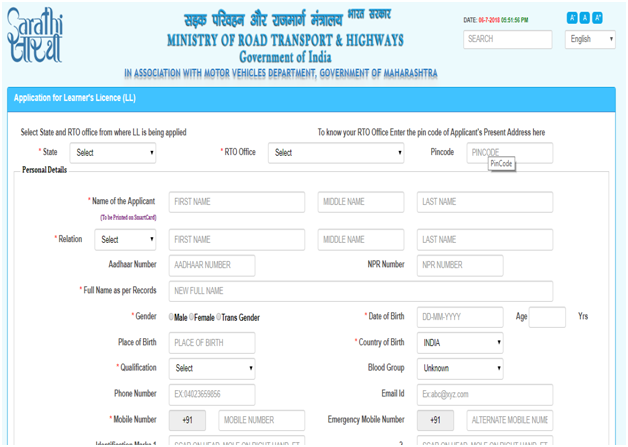 Sarathi
सारथी
सड़क परिवहन और राजमार्ग मंत्रालय भारत सरकार
MINISTRY OF ROAD TRANSPORT & HIGHWAYS
Government of India
IN ASSOCIATION WITH MOTOR VEHICLES DEPARTMENT, GOVERNMENT OF MAHARASHTRA
DATE: 06-7-2018 05:51:56 PM
A- A A+
SEARCH English
Application for Learner's Licence (LL)
Select State and RTO office from where LL is being applied To know your RTO Office Enter the pin code of Applicant's Present Address here
* State Select * RTO Office Select Pincode PINCODE
PinCode
Personal Details
* Name of the Applicant FIRST NAME MIDDLE NAME LAST NAME
(To be Printed on SmartCard)
* Relation Select FIRST NAME MIDDLE NAME LAST NAME
Aadhaar Number AADHAAR NUMBER NPR Number NPR NUMBER
* Full Name as per Records NEW FULL NAME
* Gender Male Female Trans Gender * Date of Birth DD-MM-YYYY Age Yrs
Place of Birth PLACE OF BIRTH * Country of Birth INDIA
* Qualification Select Blood Group Unknown
Phone Number EX:04023659856 Email Id Ex:abc@xyz.com
* Mobile Number +91 MOBILE NUMBER Emergency Mobile Number +91 ALTERNATE MOBILE NUME